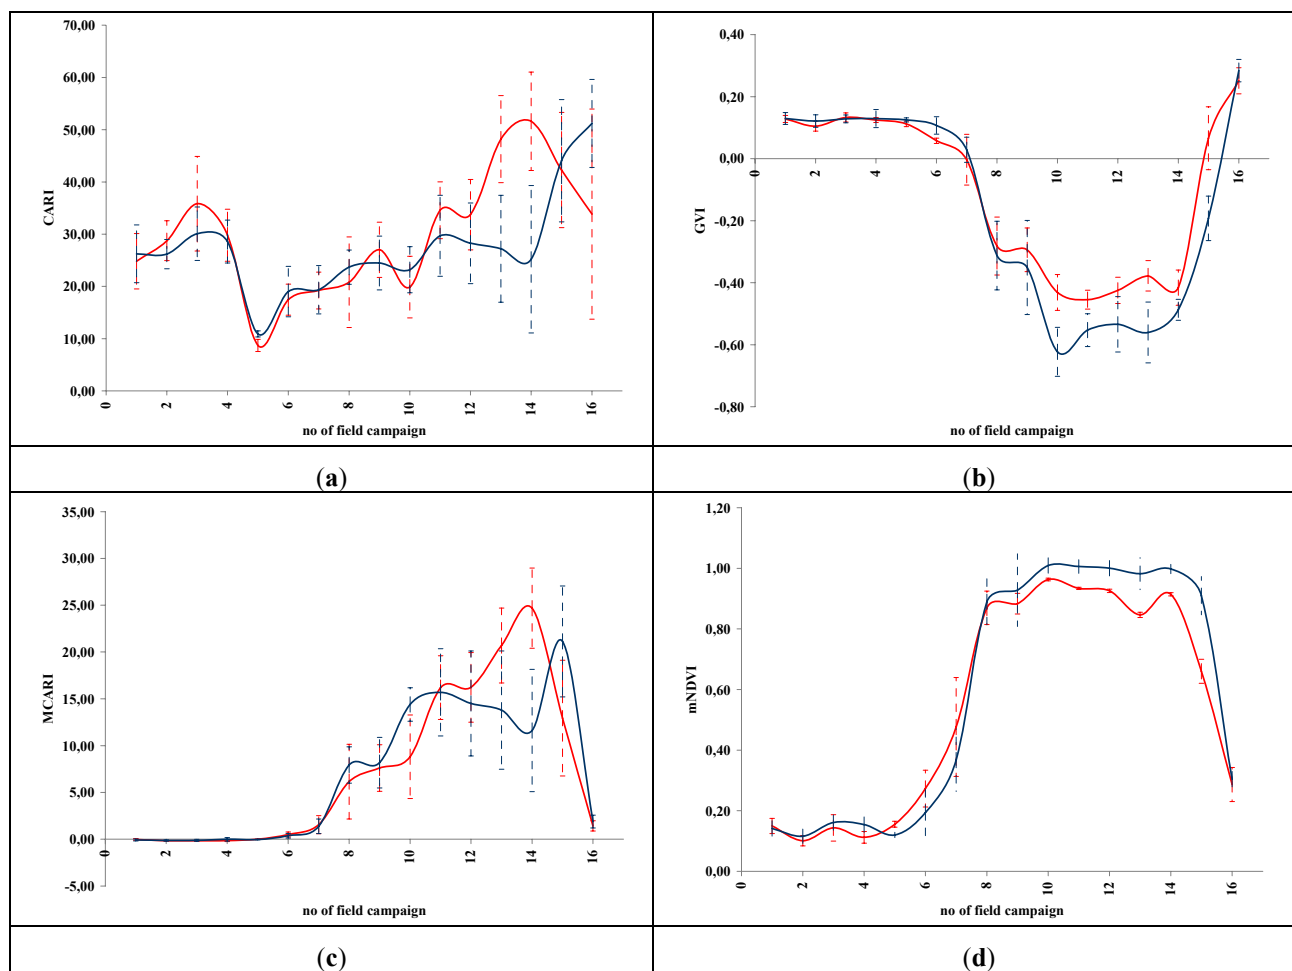 70,00
60,00
50,00
40,00
30,00
20,00
10,00
0,00
CARI
0 2 4 6 8 10 12 14 16
no of field campaign
(a)
0,40
0,20
0,00
-0,20
-0,40
-0,60
-0,80
GVI
0 2 4 6 8 10 12 14 16
no of field campaign
(b)
35,00
30,00
25,00
20,00
15,00
10,00
5,00
0,00
-5,00
MCARI
0 2 4 6 8 10 12 14 16
no of field campaign
(c)
1,20
1,00
0,80
0,60
0,40
0,20
0,00
mNDVI
0 2 4 6 8 10 12 14 16
no of field campaign
(d)